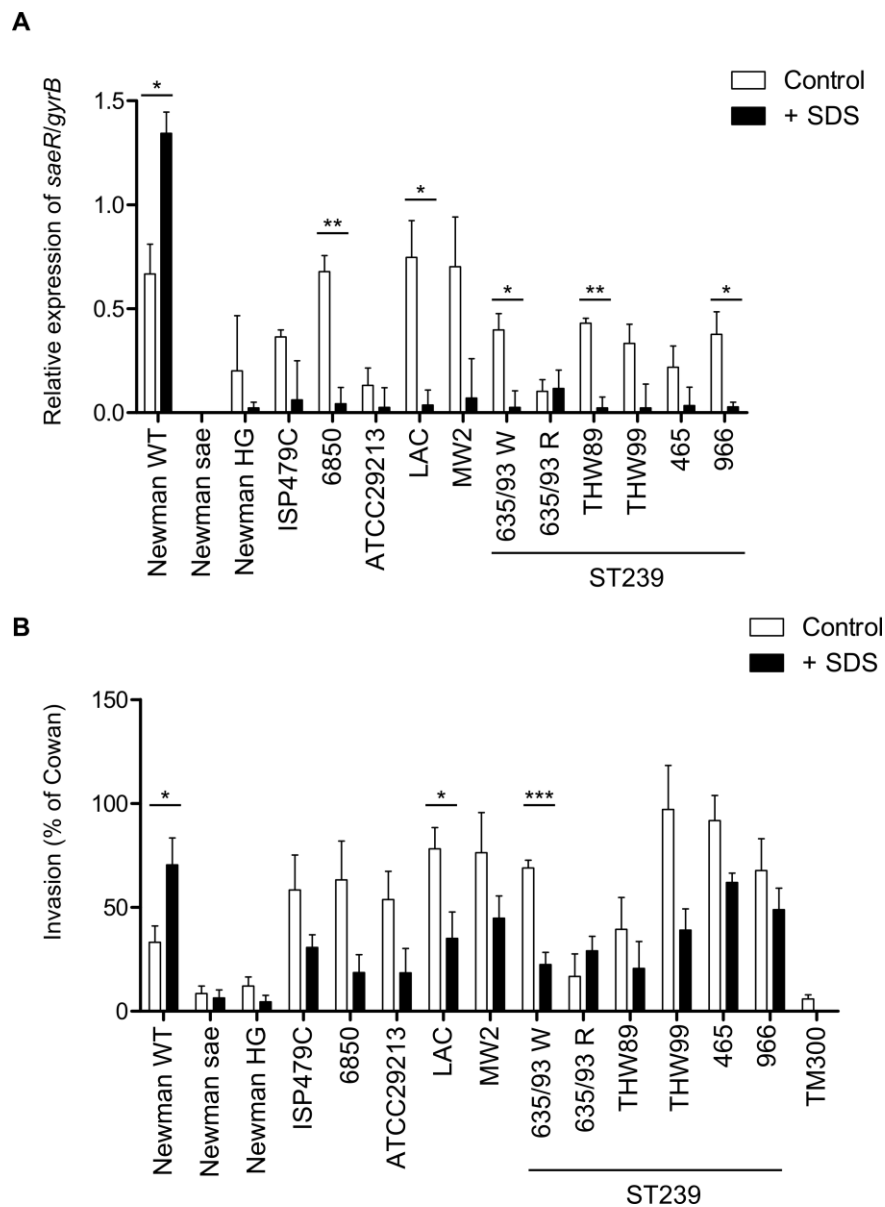 A
Control
+ SDS
Relative expression of saeR/gyrB
1.5
1.0
0.5
0.0
*
**
*
*
**
*
Newman WT
Newman sae
Newman HG
ISP479C
6850
ATCC29213
LAC
MW2
635/93 W
635/93 R
THW89
THW99
465
966
ST239
B
Control
+ SDS
Invasion (% of Cowan)
150
100
50
0
*
*
***
Newman WT
Newman sae
Newman HG
ISP479C
6850
ATCC29213
LAC
MW2
635/93 W
635/93 R
THW89
THW99
465
966
TM300
ST239